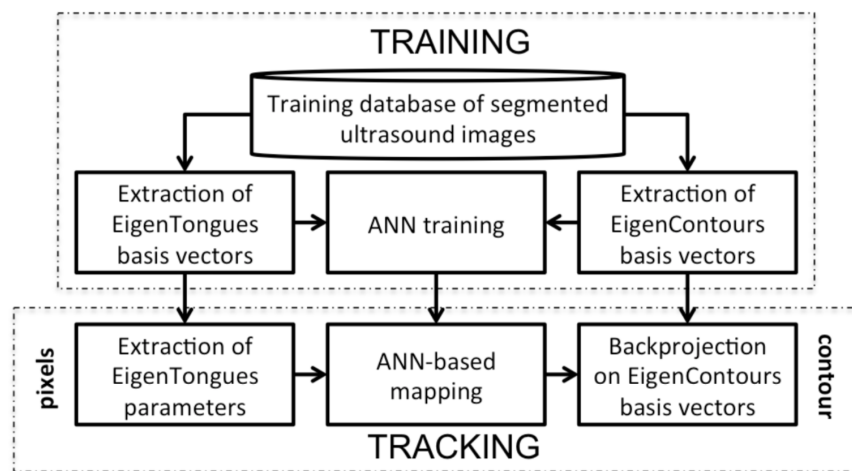 TRAINING
Training database of segmented
ultrasound images
Extraction of
EigenTongues
basis vectors
ANN training
Extraction of
EigenContours
basis vectors
pixels
Extraction of
EigenTongues
parameters
ANN-based
mapping
Backprojection
on EigenContours
basis vectors
contour
TRACKING